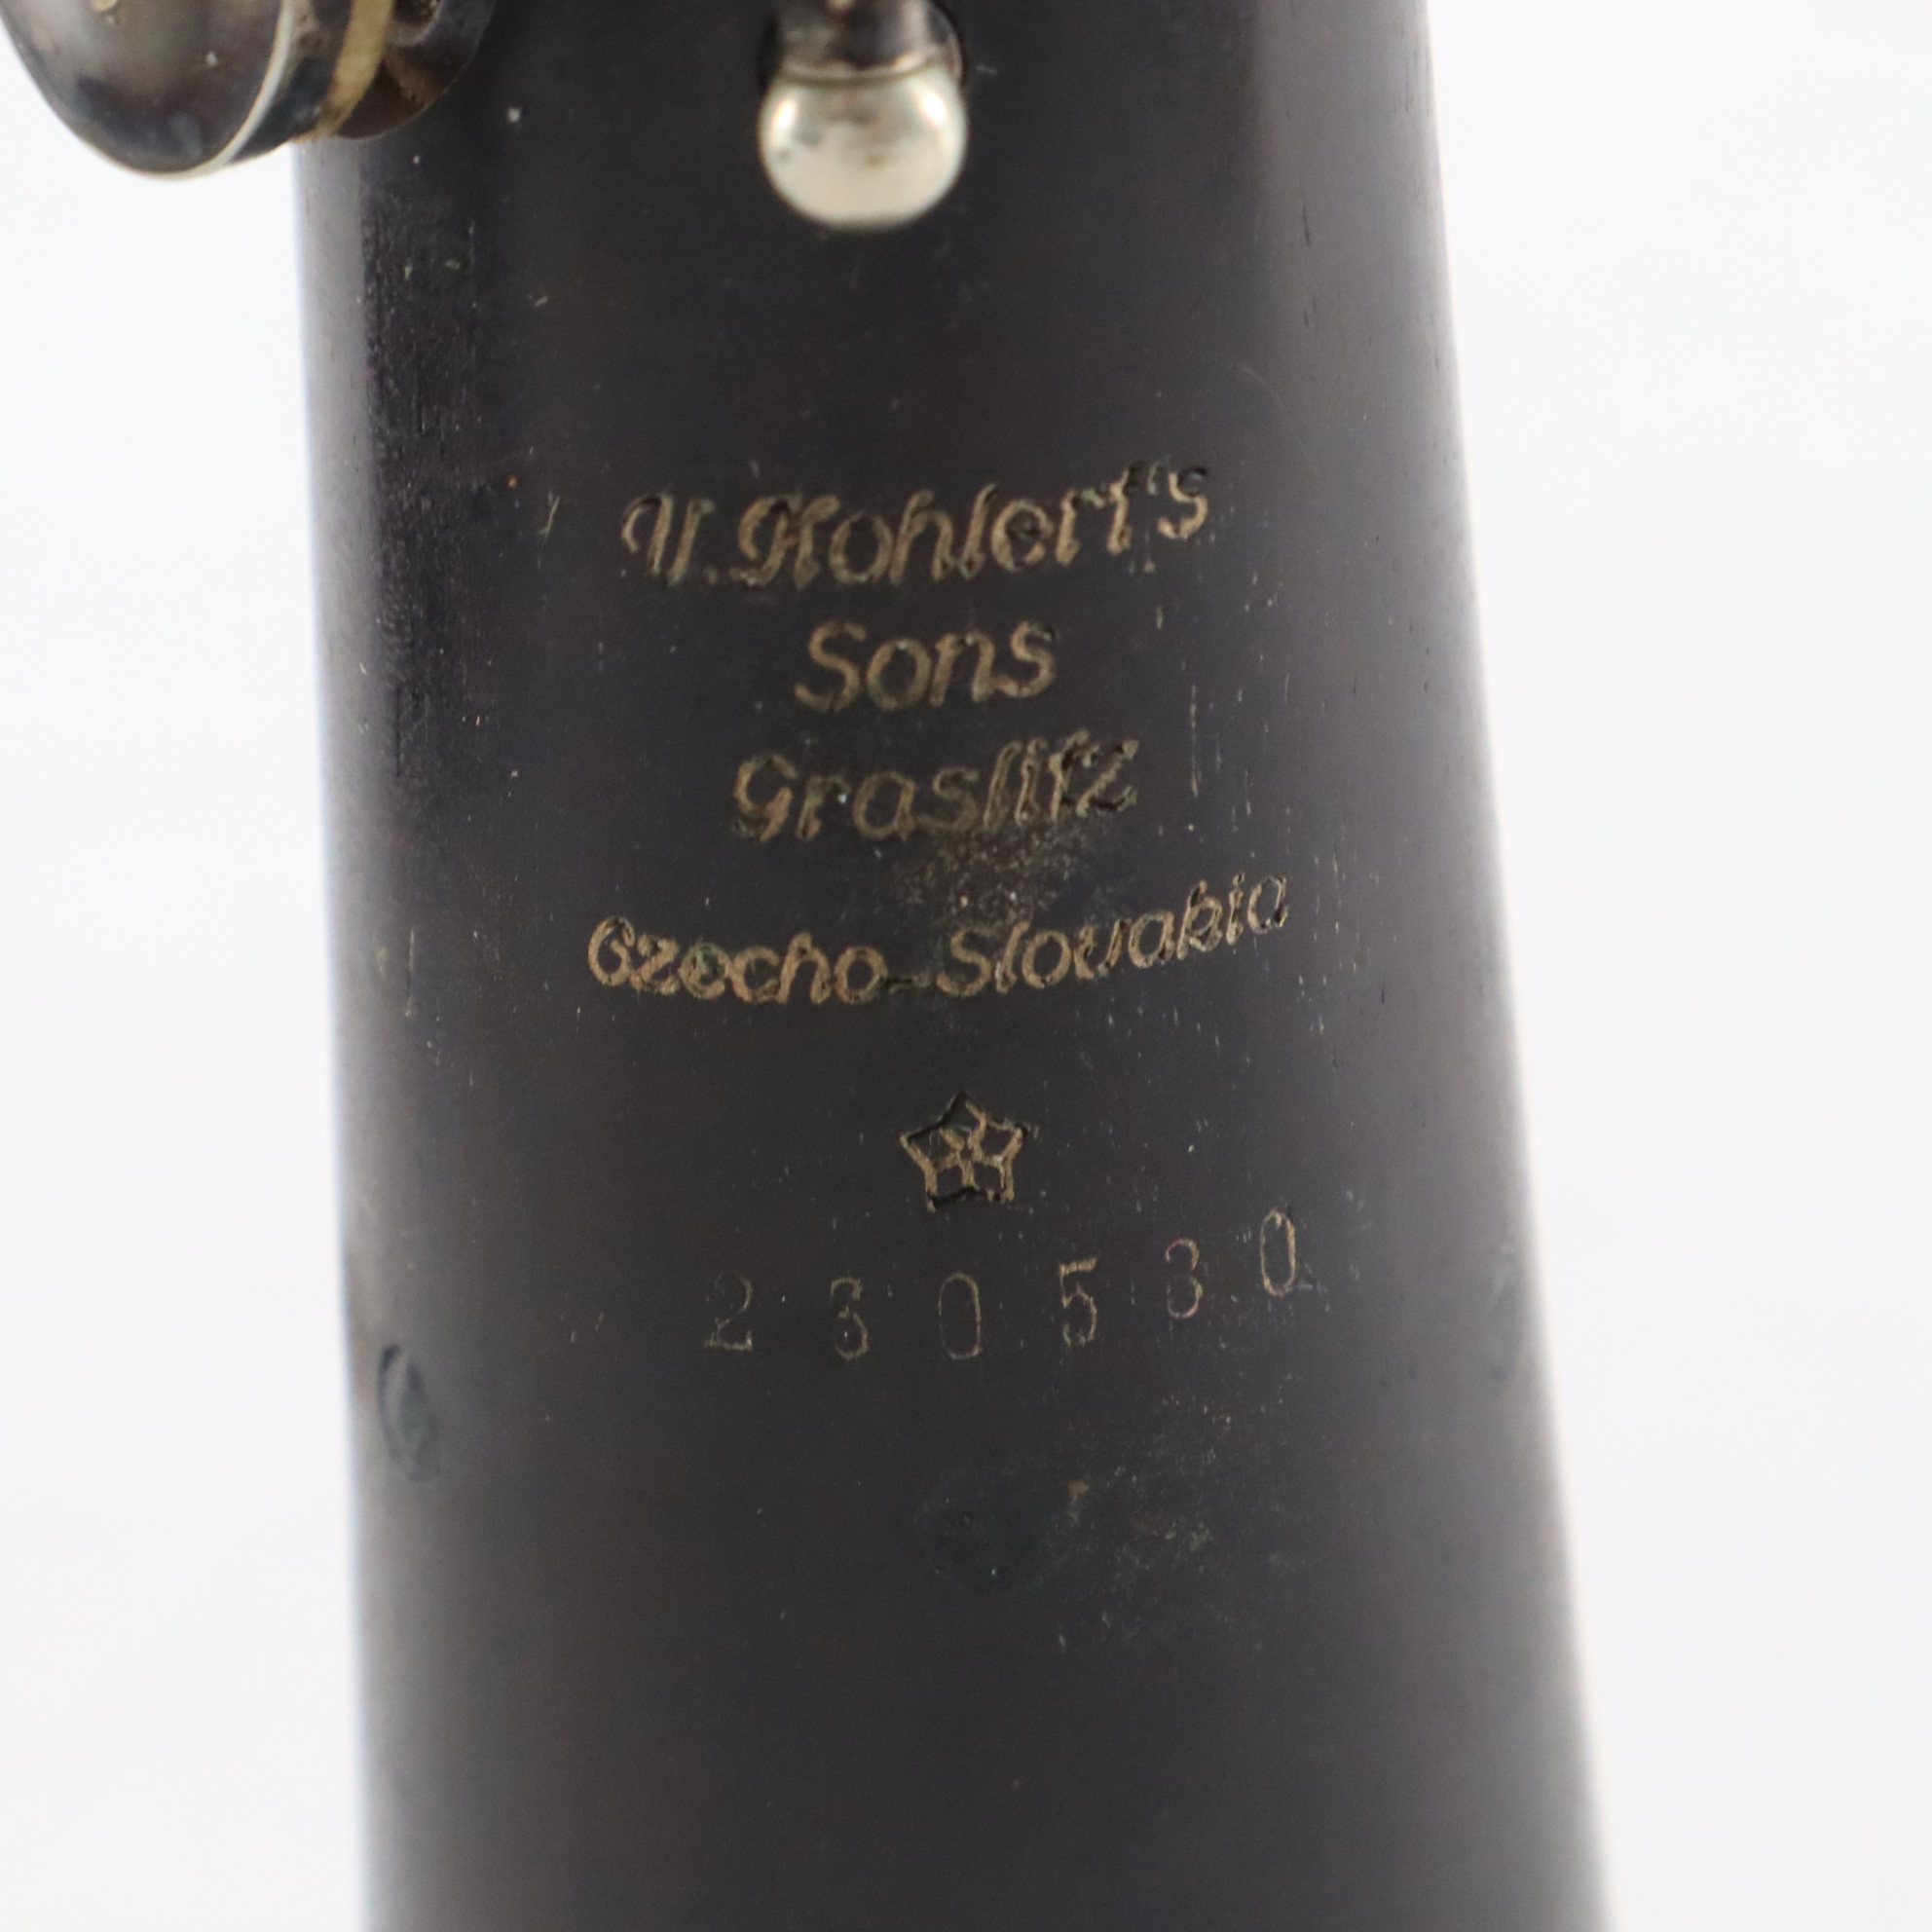 V. Kohlert's
Sons
Graslitz
Czecho-Slovakia
230530